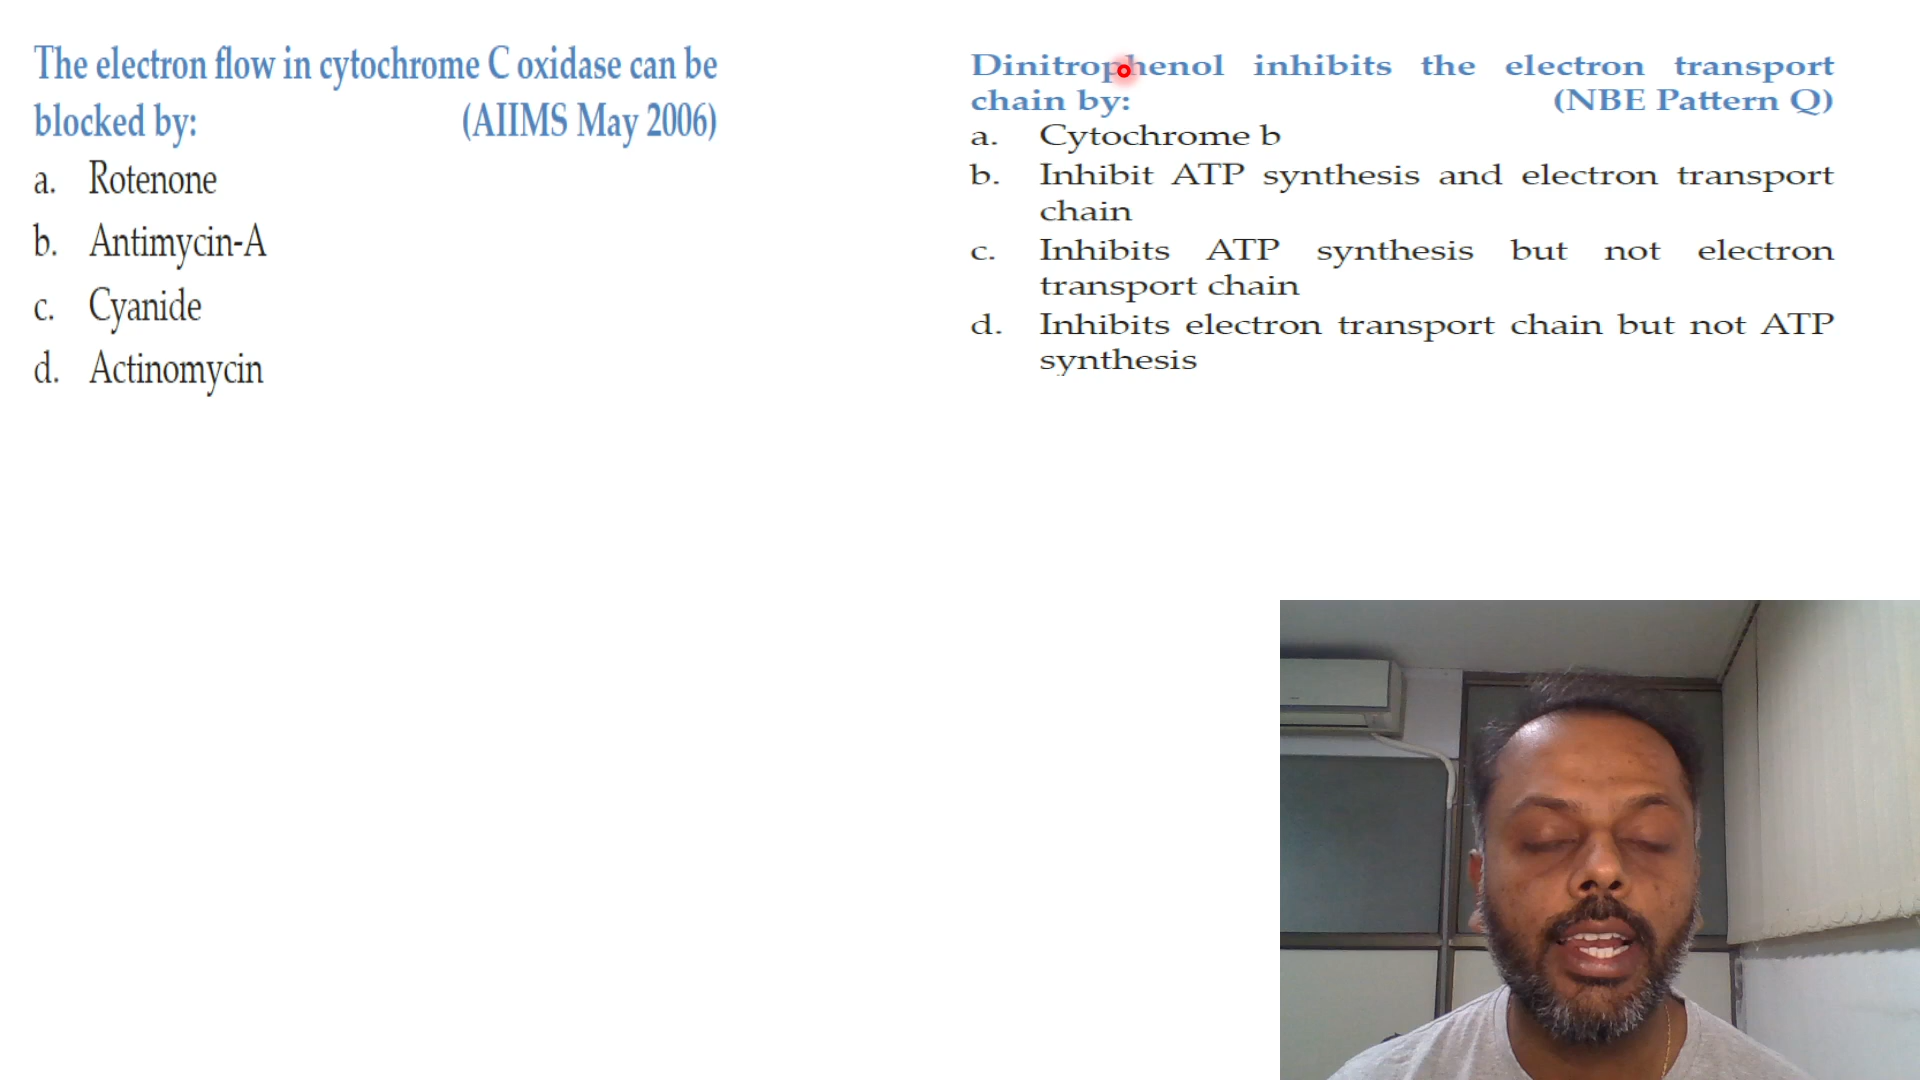 The electron flow in cytochrome C oxidase can be
blocked by: (AIIMS May 2006)
a. Rotenone
b. Antimycin-A
c. Cyanide
d. Actinomycin
Dinitrophenol inhibits the electron transport
chain by: (NBE Pattern Q)
a. Cytochrome b
b. Inhibit ATP synthesis and electron transport
chain
c. Inhibits ATP synthesis but not electron
transport chain
d. Inhibits electron transport chain but not ATP
synthesis